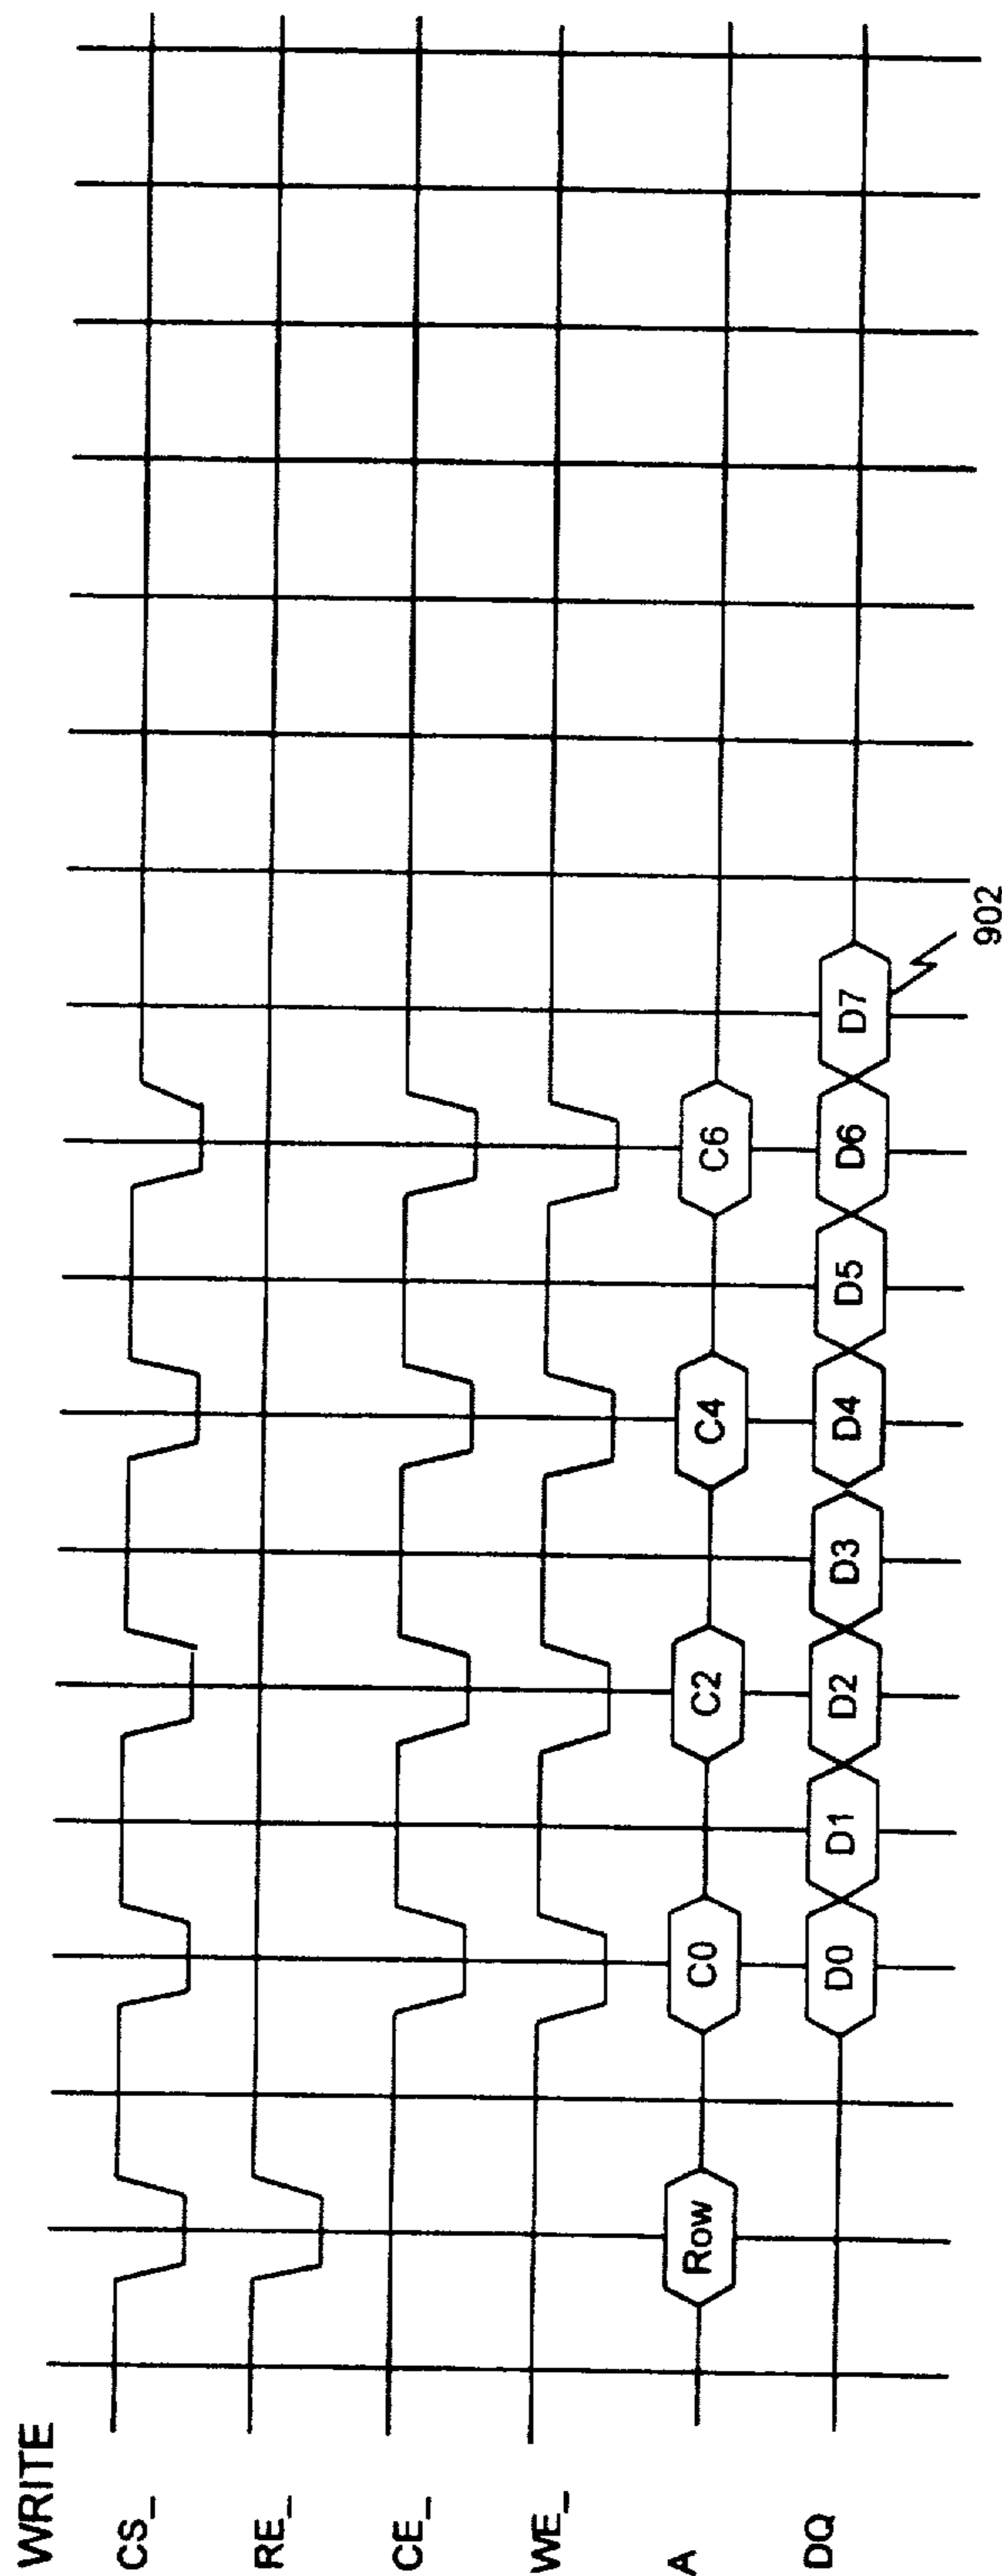 WRITE
CS_
RE_
CE_
WE_
A Row C0 C2 C4 C6
DQ D0 D1 D2 D3 D4 D5 D6 D7
902